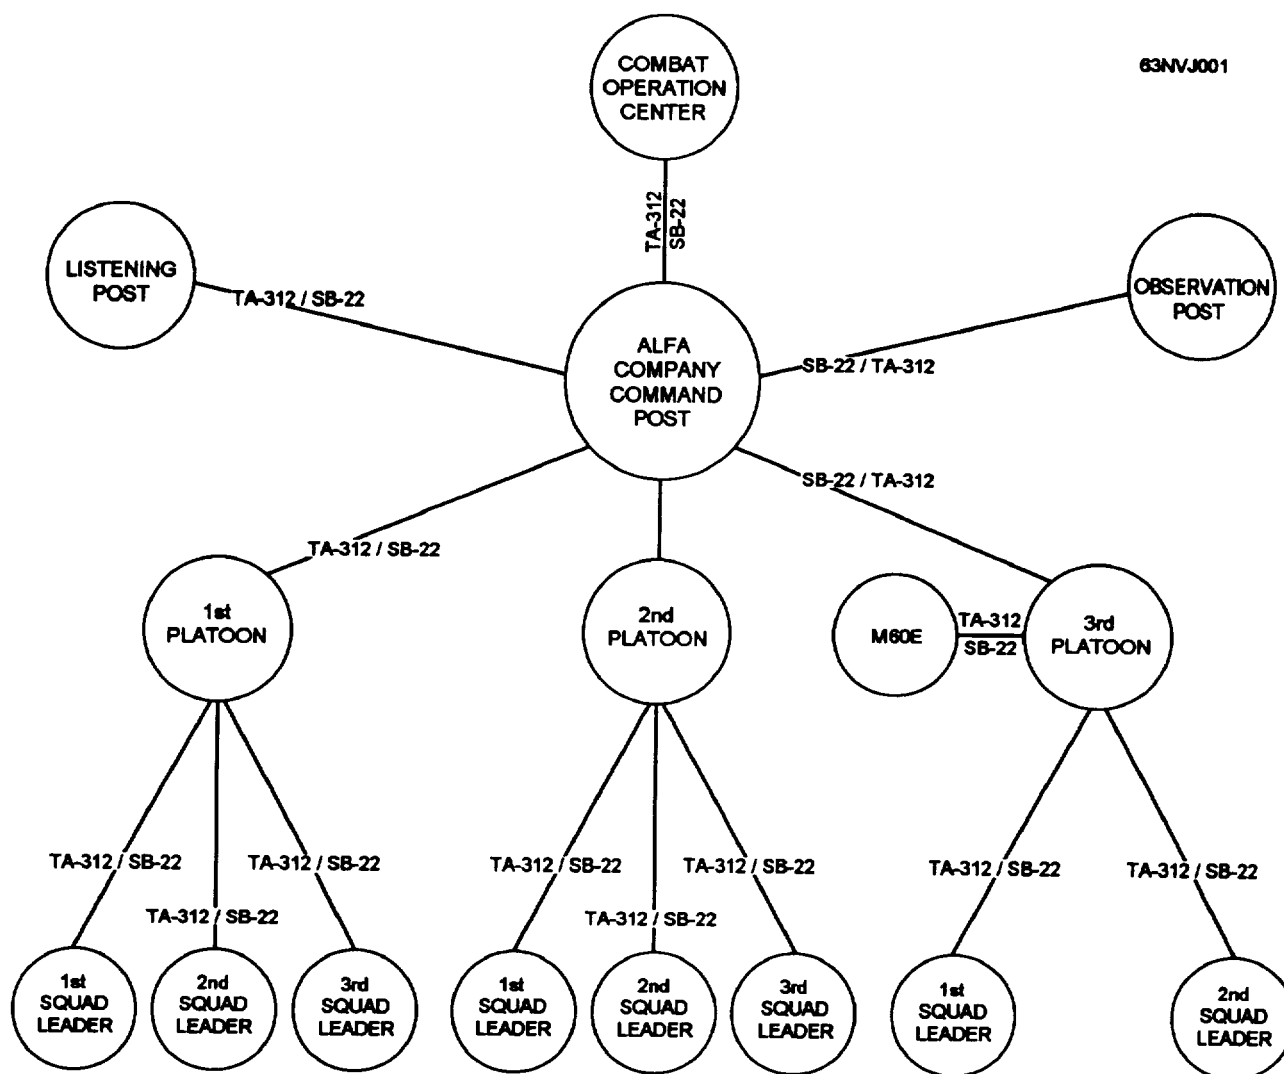 COMBAT
OPERATION
CENTER
63NVJ001
TA-312
SB-22
LISTENING
POST
TA-312 / SB-22
OBSERVATION
POST
ALFA
COMPANY
COMMAND
POST
SB-22 / TA-312
SB-22 / TA-312
TA-312 / SB-22
1st
PLATOON
2nd
PLATOON
M60E
TA-312
SB-22
3rd
PLATOON
TA-312 / SB-22
TA-312 / SB-22
TA-312 / SB-22
TA-312 / SB-22
TA-312 / SB-22
TA-312 / SB-22
TA-312 / SB-22
TA-312 / SB-22
1st
SQUAD
LEADER
2nd
SQUAD
LEADER
3rd
SQUAD
LEADER
1st
SQUAD
LEADER
2nd
SQUAD
LEADER
3rd
SQUAD
LEADER
1st
SQUAD
LEADER
2nd
SQUAD
LEADER